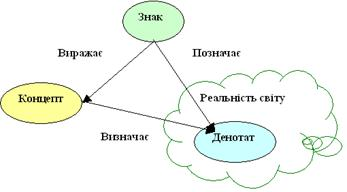 Знак
Виражає
Позначає
Концепт
Реальність світу
Визначає
Денотат